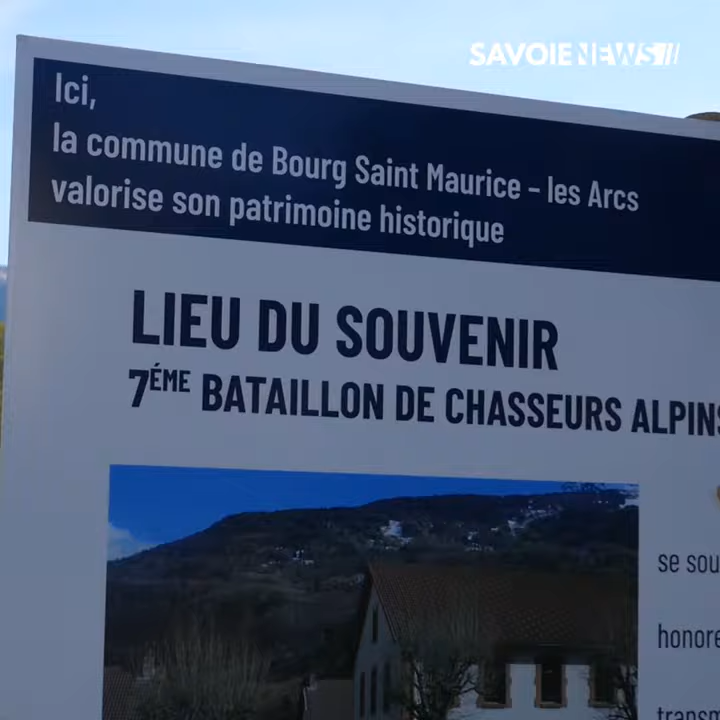 SAVOIE NEWS
Ici,
la commune de Bourg Saint Maurice – les Arcs
valorise son patrimoine historique
LIEU DU SOUVENIR
7ÉME BATAILLON DE CHASSEURS ALPINS
se sou
honore
transm